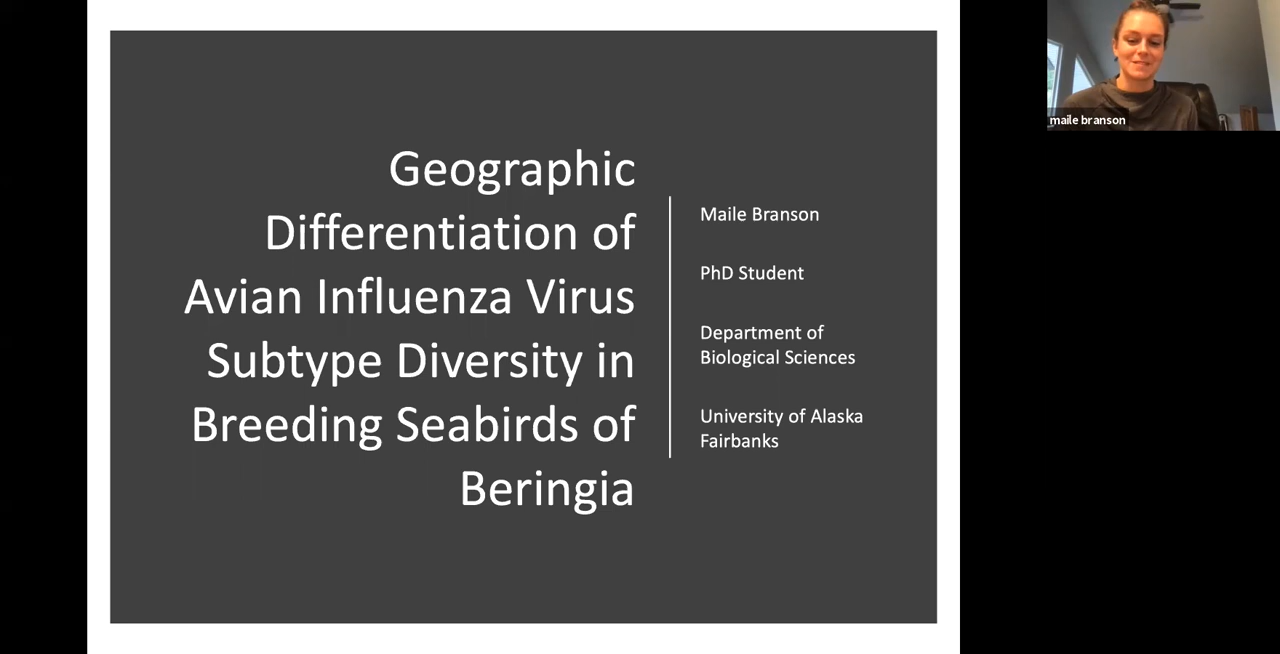 Geographic
Differentiation of
Avian Influenza Virus
Subtype Diversity in
Breeding Seabirds of
Beringia
Maile Branson
PhD Student
Department of
Biological Sciences
University of Alaska
Fairbanks
maile branson